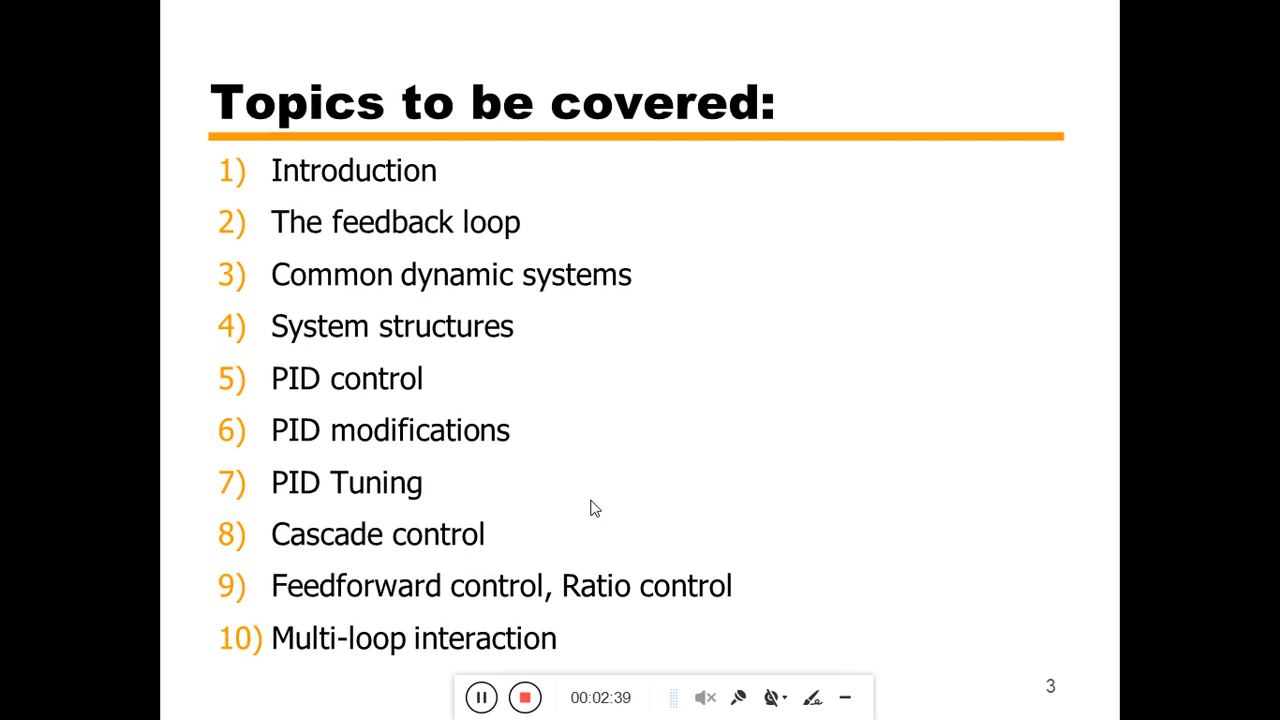 Topics to be covered:
1) Introduction
2) The feedback loop
3) Common dynamic systems
4) System structures
5) PID control
6) PID modifications
7) PID Tuning
8) Cascade control
9) Feedforward control, Ratio control
10) Multi-loop interaction
00:02:39
3